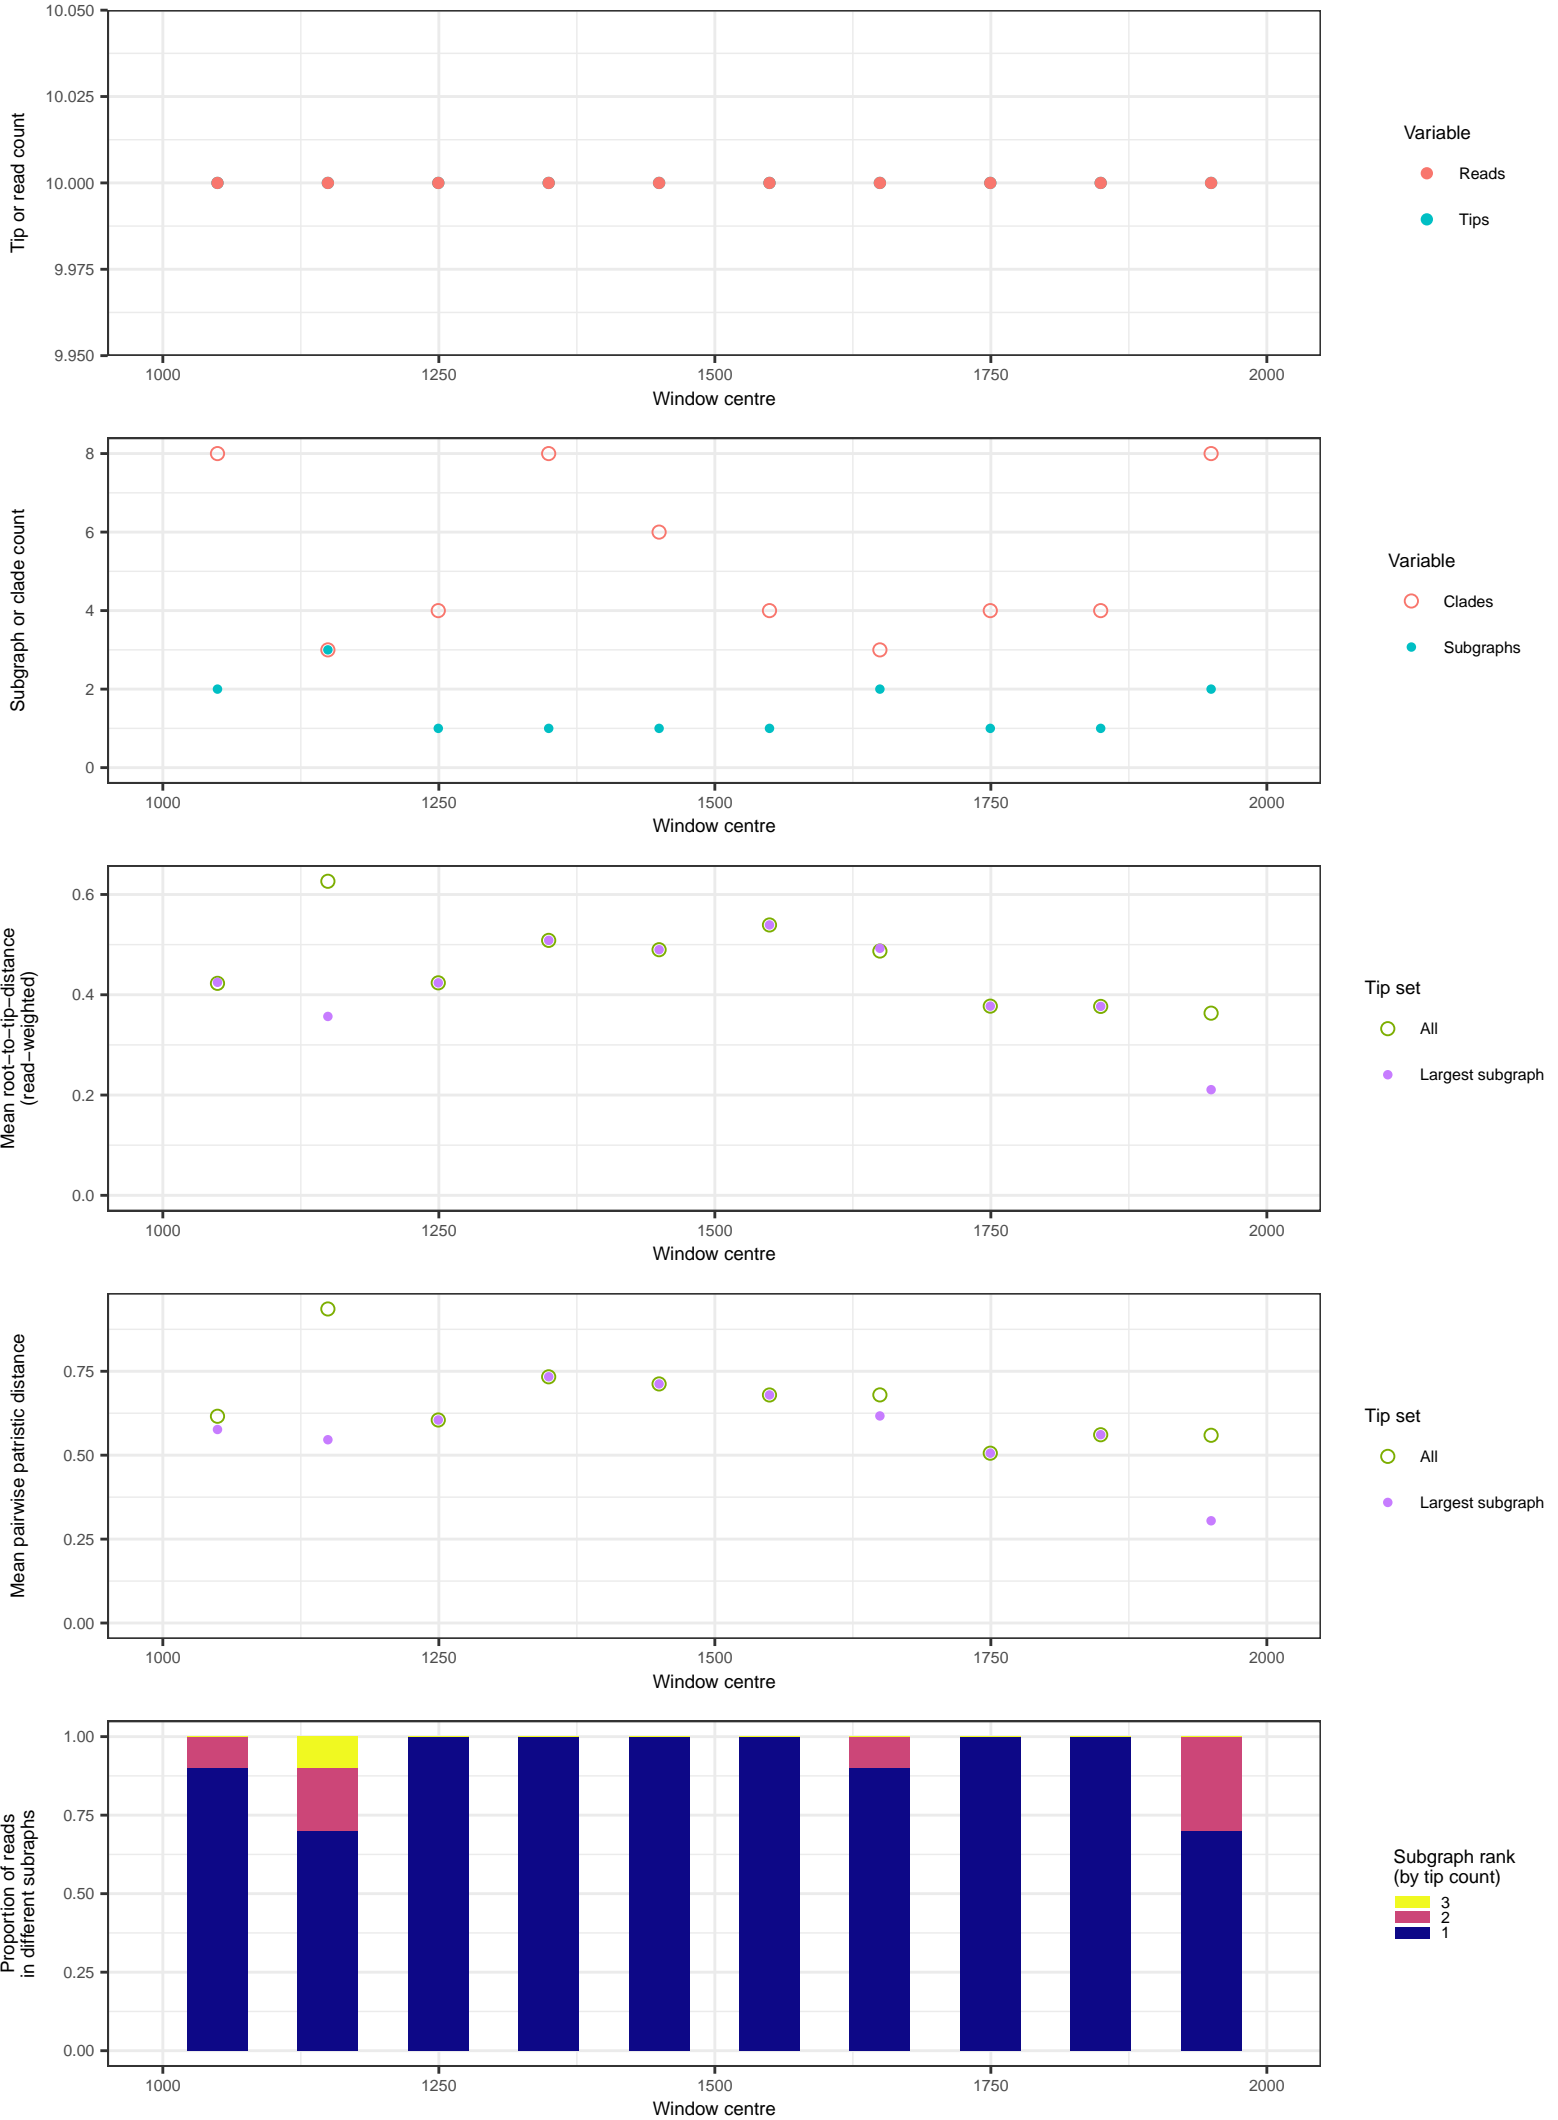 10.050
10.025
10.000
9.975
9.950
Tip or read count
1000 1250 1500 1750 2000
Window centre
Variable
Reads
Tips
8
6
4
2
0
Subgraph or clade count
1000 1250 1500 1750 2000
Window centre
Variable
Clades
Subgraphs
0.6
0.4
0.2
0.0
Mean root−to−tip−distance
(read−weighted)
1000 1250 1500 1750 2000
Window centre
Tip set
All
Largest subgraph
0.75
0.50
0.25
0.00
Mean pairwise patristic distance
1000 1250 1500 1750 2000
Window centre
Tip set
All
Largest subgraph
1.00
0.75
0.50
0.25
0.00
Proportion of reads
in different subraphs
1000 1250 1500 1750 2000
Window centre
Subgraph rank
(by tip count)
3
2
1